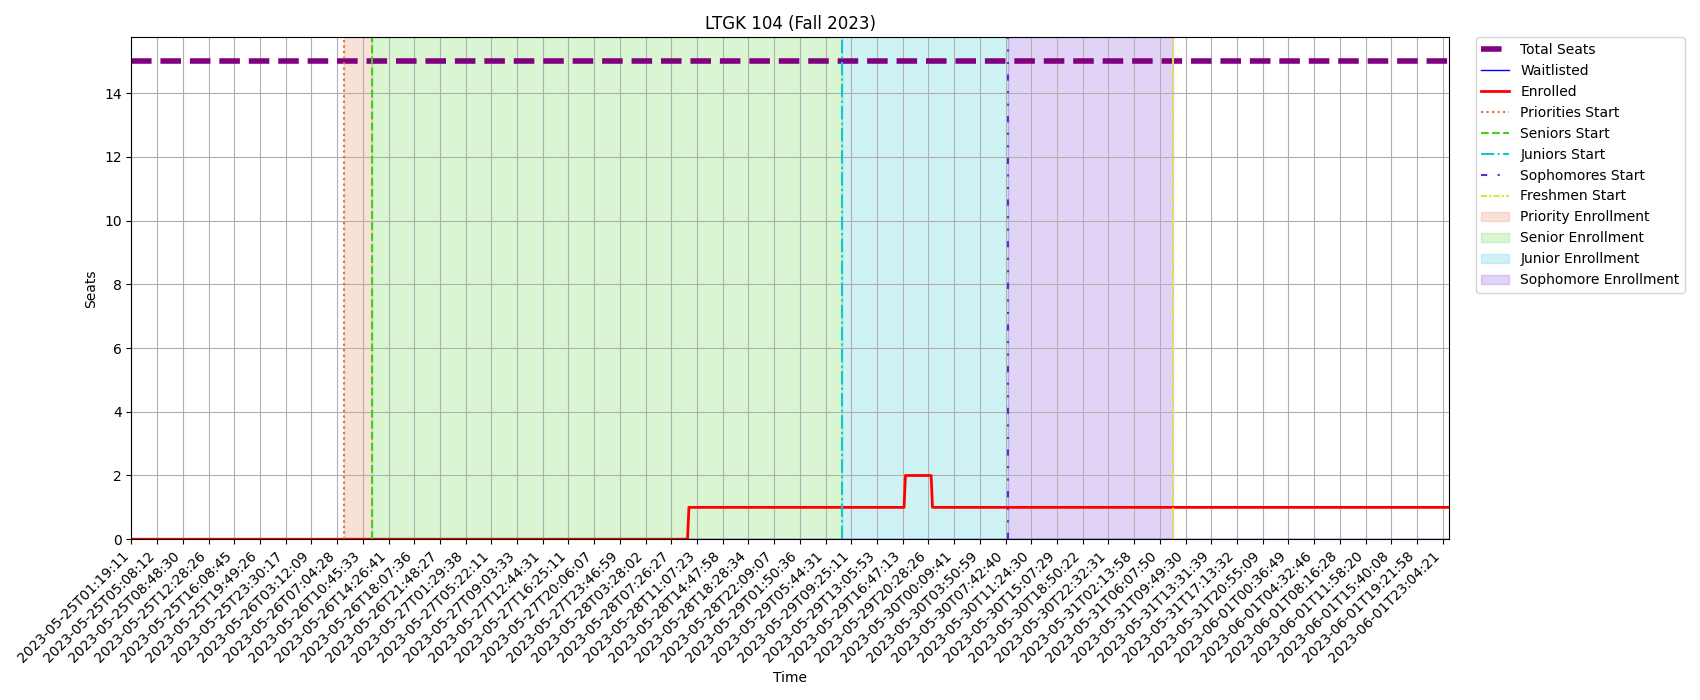 LTGK 104 (Fall 2023)
Total Seats
Waitlisted
Enrolled
Priorities Start
Seniors Start
Juniors Start
Sophomores Start
Freshmen Start
Priority Enrollment
Senior Enrollment
Junior Enrollment
Sophomore Enrollment
Seats
14
12
10
8
6
4
2
0
2023-05-25T01:19:11
2023-05-25T05:08:12
2023-05-25T08:48:30
2023-05-25T12:28:26
2023-05-25T16:08:45
2023-05-25T19:49:26
2023-05-25T23:30:17
2023-05-26T03:12:09
2023-05-26T07:04:28
2023-05-26T10:45:33
2023-05-26T14:26:41
2023-05-26T18:07:36
2023-05-26T21:48:27
2023-05-27T01:29:38
2023-05-27T05:22:11
2023-05-27T09:03:33
2023-05-27T12:44:31
2023-05-27T16:25:11
2023-05-27T20:06:07
2023-05-27T23:46:59
2023-05-28T03:28:02
2023-05-28T07:26:27
2023-05-28T11:07:23
2023-05-28T14:47:58
2023-05-28T18:28:34
2023-05-28T22:09:07
2023-05-29T01:50:36
2023-05-29T05:44:31
2023-05-29T09:25:11
2023-05-29T13:05:53
2023-05-29T16:47:13
2023-05-29T20:28:26
2023-05-30T00:09:41
2023-05-30T03:50:59
2023-05-30T07:42:40
2023-05-30T11:24:30
2023-05-30T15:07:29
2023-05-30T18:50:22
2023-05-30T22:32:31
2023-05-31T02:13:58
2023-05-31T06:07:50
2023-05-31T09:49:30
2023-05-31T13:31:39
2023-05-31T17:13:32
2023-05-31T20:55:09
2023-06-01T00:36:49
2023-06-01T04:32:46
2023-06-01T08:16:28
2023-06-01T11:58:20
2023-06-01T15:40:08
2023-06-01T19:21:58
2023-06-01T23:04:21
Time